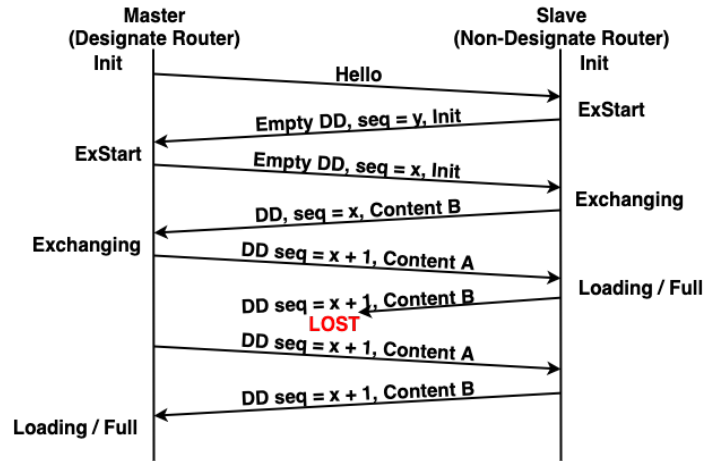 Master
(Designate Router)
Slave
(Non-Designate Router)
Init
Init
Hello
ExStart
Empty DD, seq = y, Init
ExStart
Empty DD, seq = x, Init
Exchanging
DD, seq = x, Content B
Exchanging
DD seq = x + 1, Content A
Loading / Full
DD seq = x + 1, Content B
LOST
DD seq = x + 1, Content A
DD seq = x + 1, Content B
Loading / Full